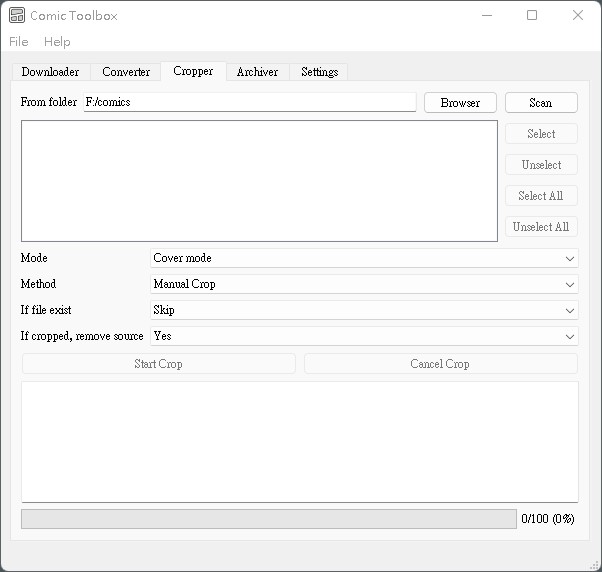 Comic Toolbox
File Help
Downloader Converter Cropper Archiver Settings
From folder F:/comics Browser Scan
Select
Unselect
Select All
Unselect All
Mode Cover mode
Method Manual Crop
If file exist Skip
If cropped, remove source Yes
Start Crop Cancel Crop
0/100 (0%)